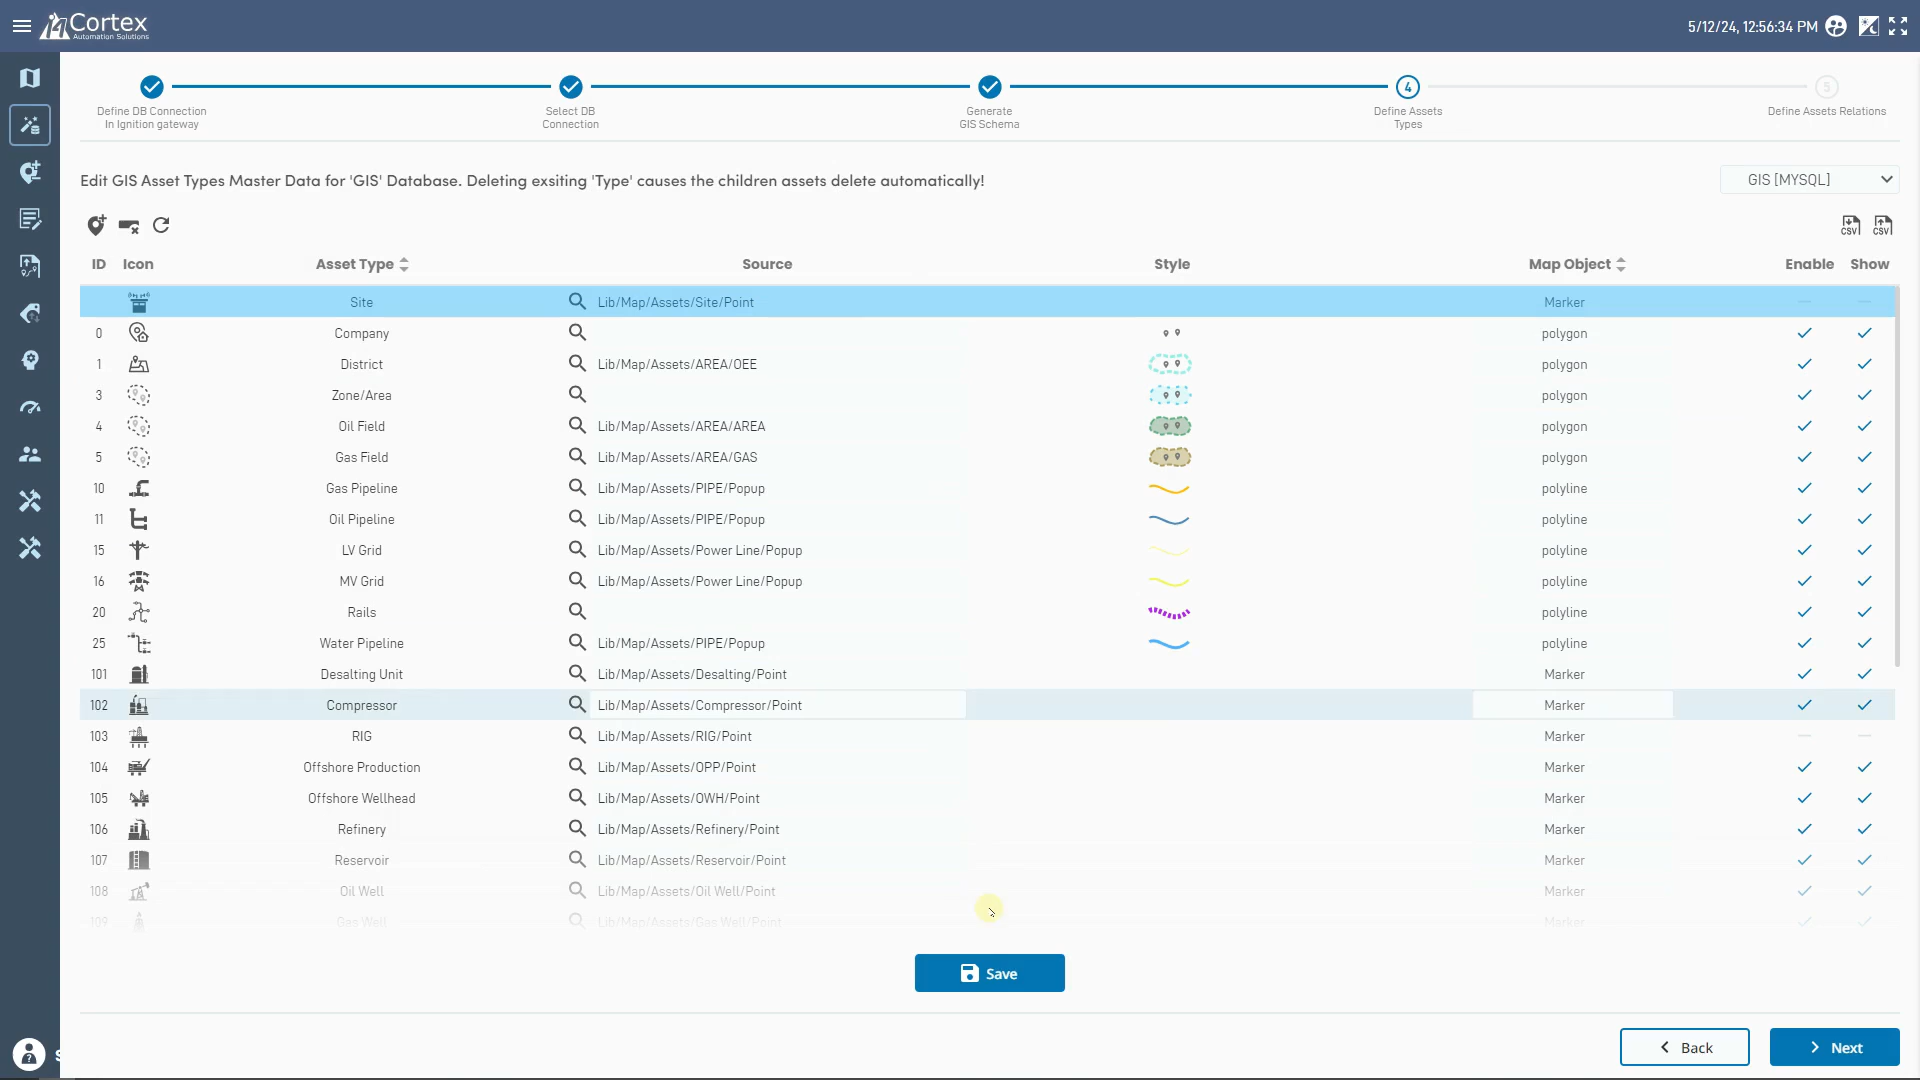 Cortex
Automation Solutions
5/12/24, 12:56:34 PM
4
5
Define DB Connection
In Ignition gateway
Select DB
Connection
Generate
GIS Schema
Define Assets
Types
Define Assets Relations
Edit GIS Asset Types Master Data for 'GIS' Database. Deleting exsiting 'Type' causes the children assets delete automatically!
GIS [MYSQL]
CSV CSV
ID Icon Asset Type Source Style Map Object Enable Show
Site Lib/Map/Assets/Site/Point Marker
0 Company polygon
1 District Lib/Map/Assets/AREA/OEE polygon
3 Zone/Area polygon
4 Oil Field Lib/Map/Assets/AREA/AREA polygon
5 Gas Field Lib/Map/Assets/AREA/GAS polygon
10 Gas Pipeline Lib/Map/Assets/PIPE/Popup polyline
11 Oil Pipeline Lib/Map/Assets/PIPE/Popup polyline
15 LV Grid Lib/Map/Assets/Power Line/Popup polyline
16 MV Grid Lib/Map/Assets/Power Line/Popup polyline
20 Rails polyline
25 Water Pipeline Lib/Map/Assets/PIPE/Popup polyline
101 Desalting Unit Lib/Map/Assets/Desalting/Point Marker
102 Compressor Lib/Map/Assets/Compressor/Point Marker
103 RIG Lib/Map/Assets/RIG/Point Marker
104 Offshore Production Lib/Map/Assets/OPP/Point Marker
105 Offshore Wellhead Lib/Map/Assets/OWH/Point Marker
106 Refinery Lib/Map/Assets/Refinery/Point Marker
107 Reservoir Lib/Map/Assets/Reservoir/Point Marker
108 Oil Well Lib/Map/Assets/Oil Well/Point Marker
109 Gas Well Lib/Map/Assets/Gas Well/Point Marker
Save
Back
Next